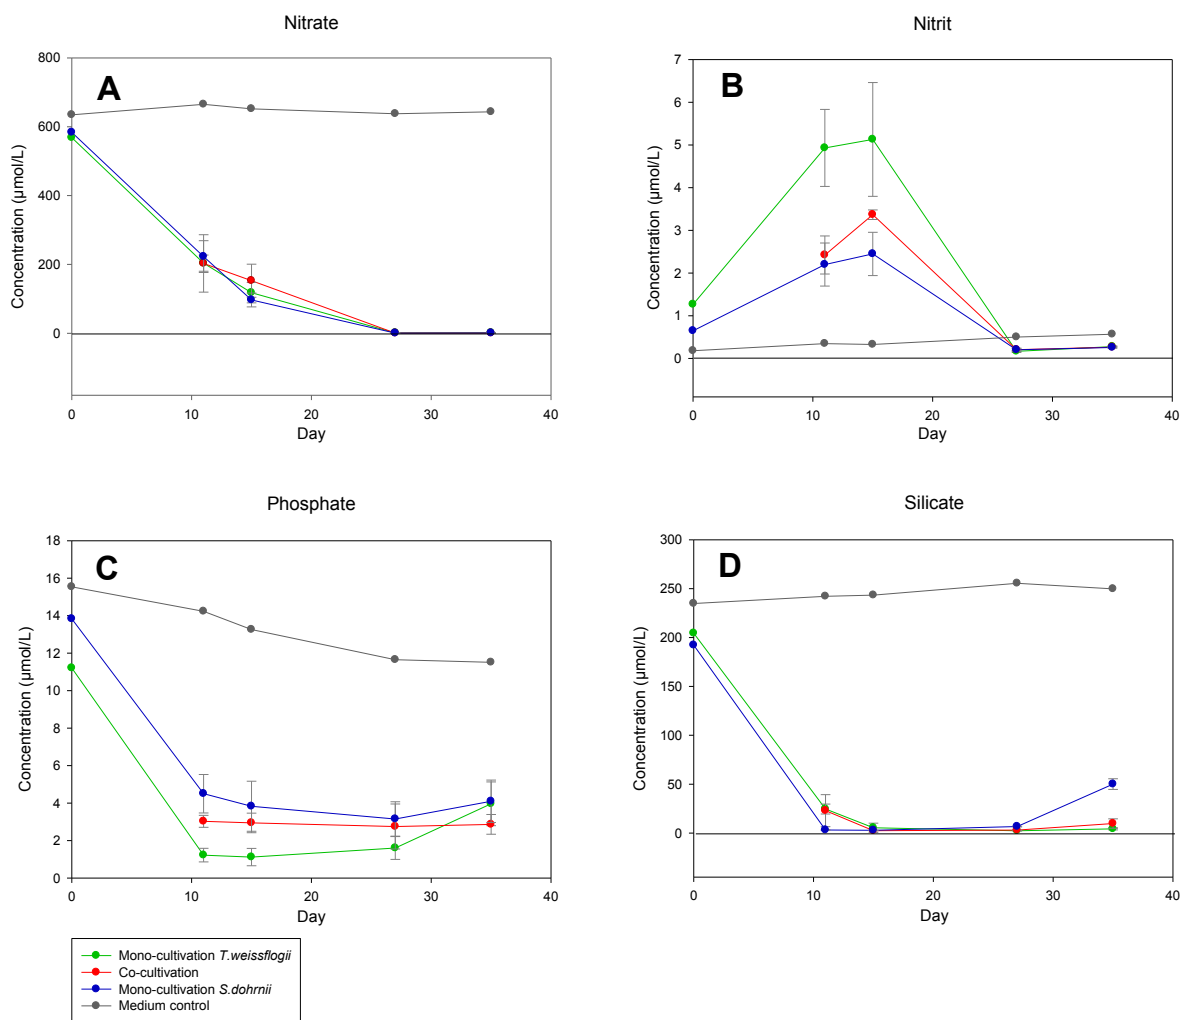 Nitrate
800
600
400
200
0
A
Concentration (µmol/L)
0 10 20 30 40
Day
Nitrit
7
6
5
4
3
2
1
0
B
Concentration (µmol/L)
0 10 20 30 40
Day
Phosphate
18
16
14
12
10
8
6
4
2
0
C
Concentration (µmol/L)
0 10 20 30 40
Day
Silicate
300
250
200
150
100
50
0
D
Concentration (µmol/L)
0 10 20 30 40
Day
Mono-cultivation T.weissflogii
Co-cultivation
Mono-cultivation S.dohrnii
Medium control